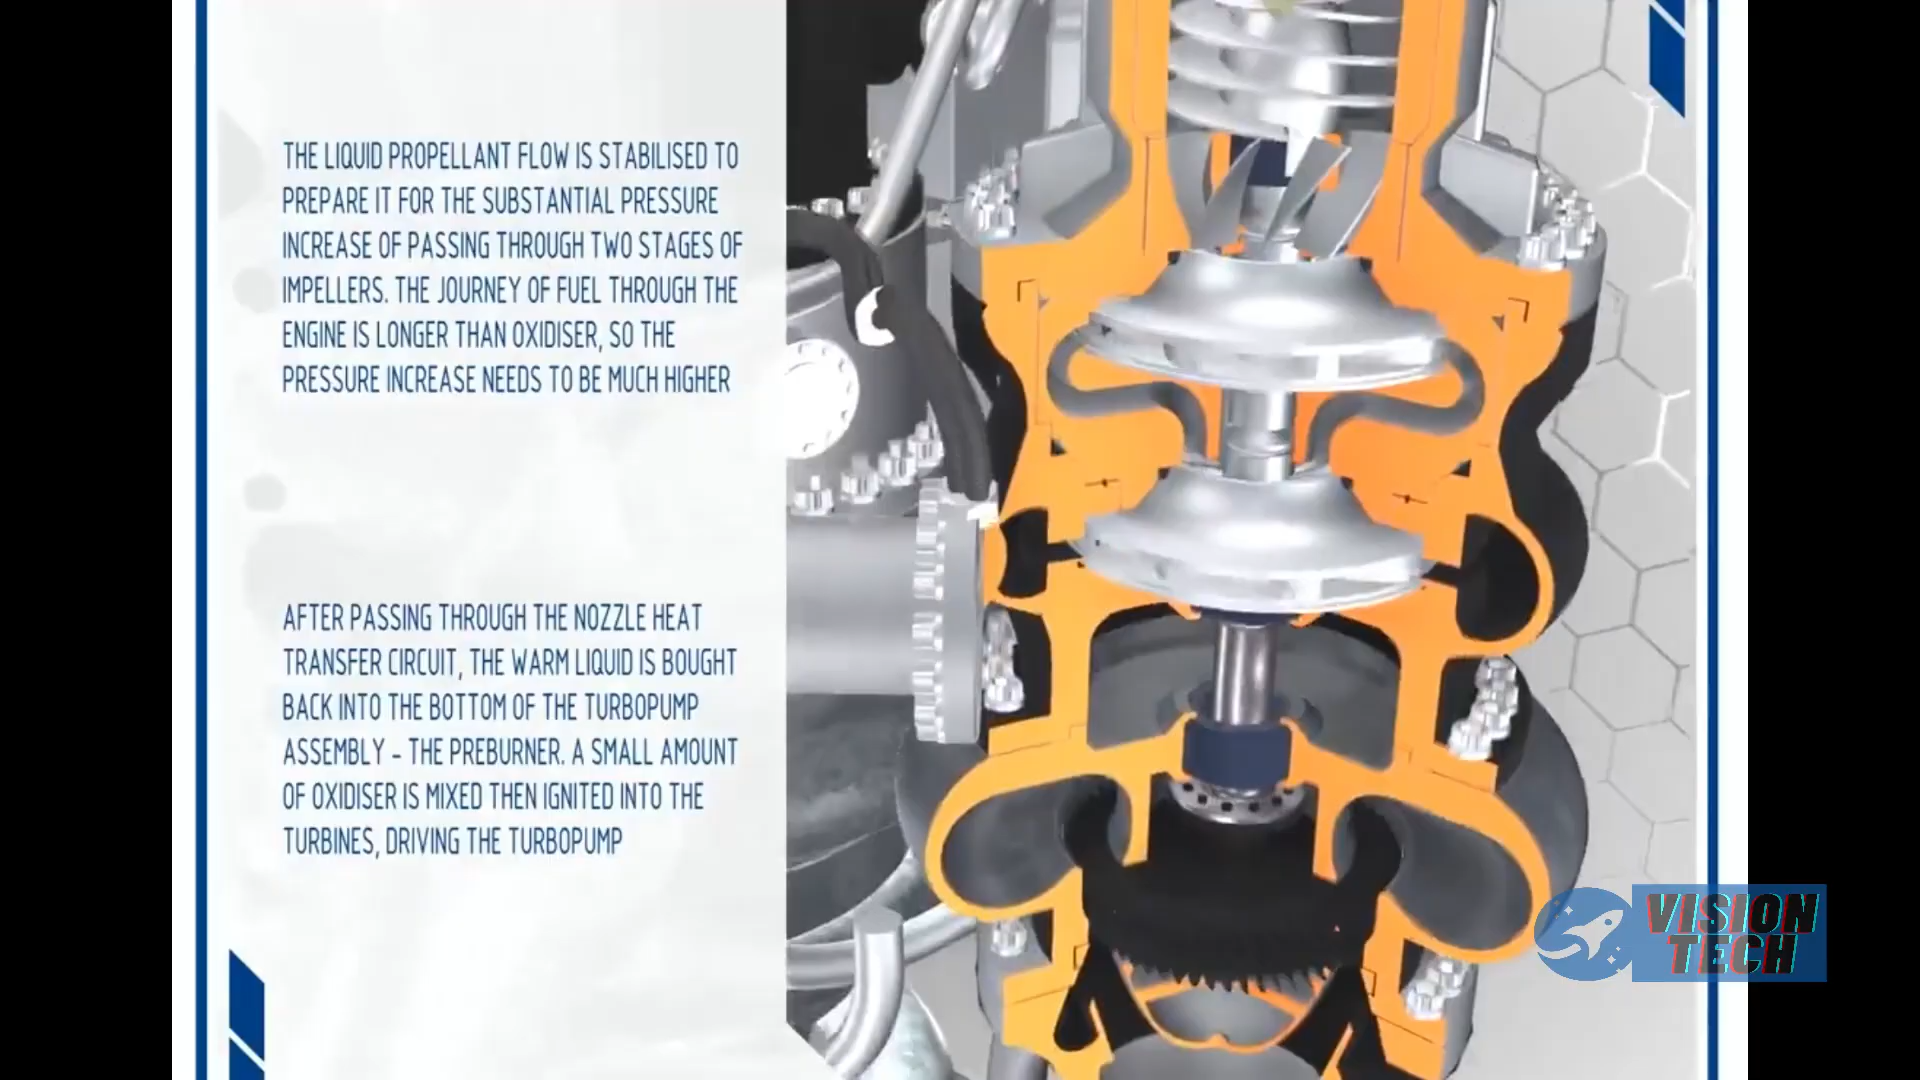 THE LIQUID PROPELLANT FLOW IS STABILISED TO
PREPARE IT FOR THE SUBSTANTIAL PRESSURE
INCREASE OF PASSING THROUGH TWO STAGES OF
IMPELLERS. THE JOURNEY OF FUEL THROUGH THE
ENGINE IS LONGER THAN OXIDISER, SO THE
PRESSURE INCREASE NEEDS TO BE MUCH HIGHER
AFTER PASSING THROUGH THE NOZZLE HEAT
TRANSFER CIRCUIT, THE WARM LIQUID IS BOUGHT
BACK INTO THE BOTTOM OF THE TURBOPUMP
ASSEMBLY - THE PREBURNER. A SMALL AMOUNT
OF OXIDISER IS MIXED THEN IGNITED INTO THE
TURBINES, DRIVING THE TURBOPUMP
VISION
TECH